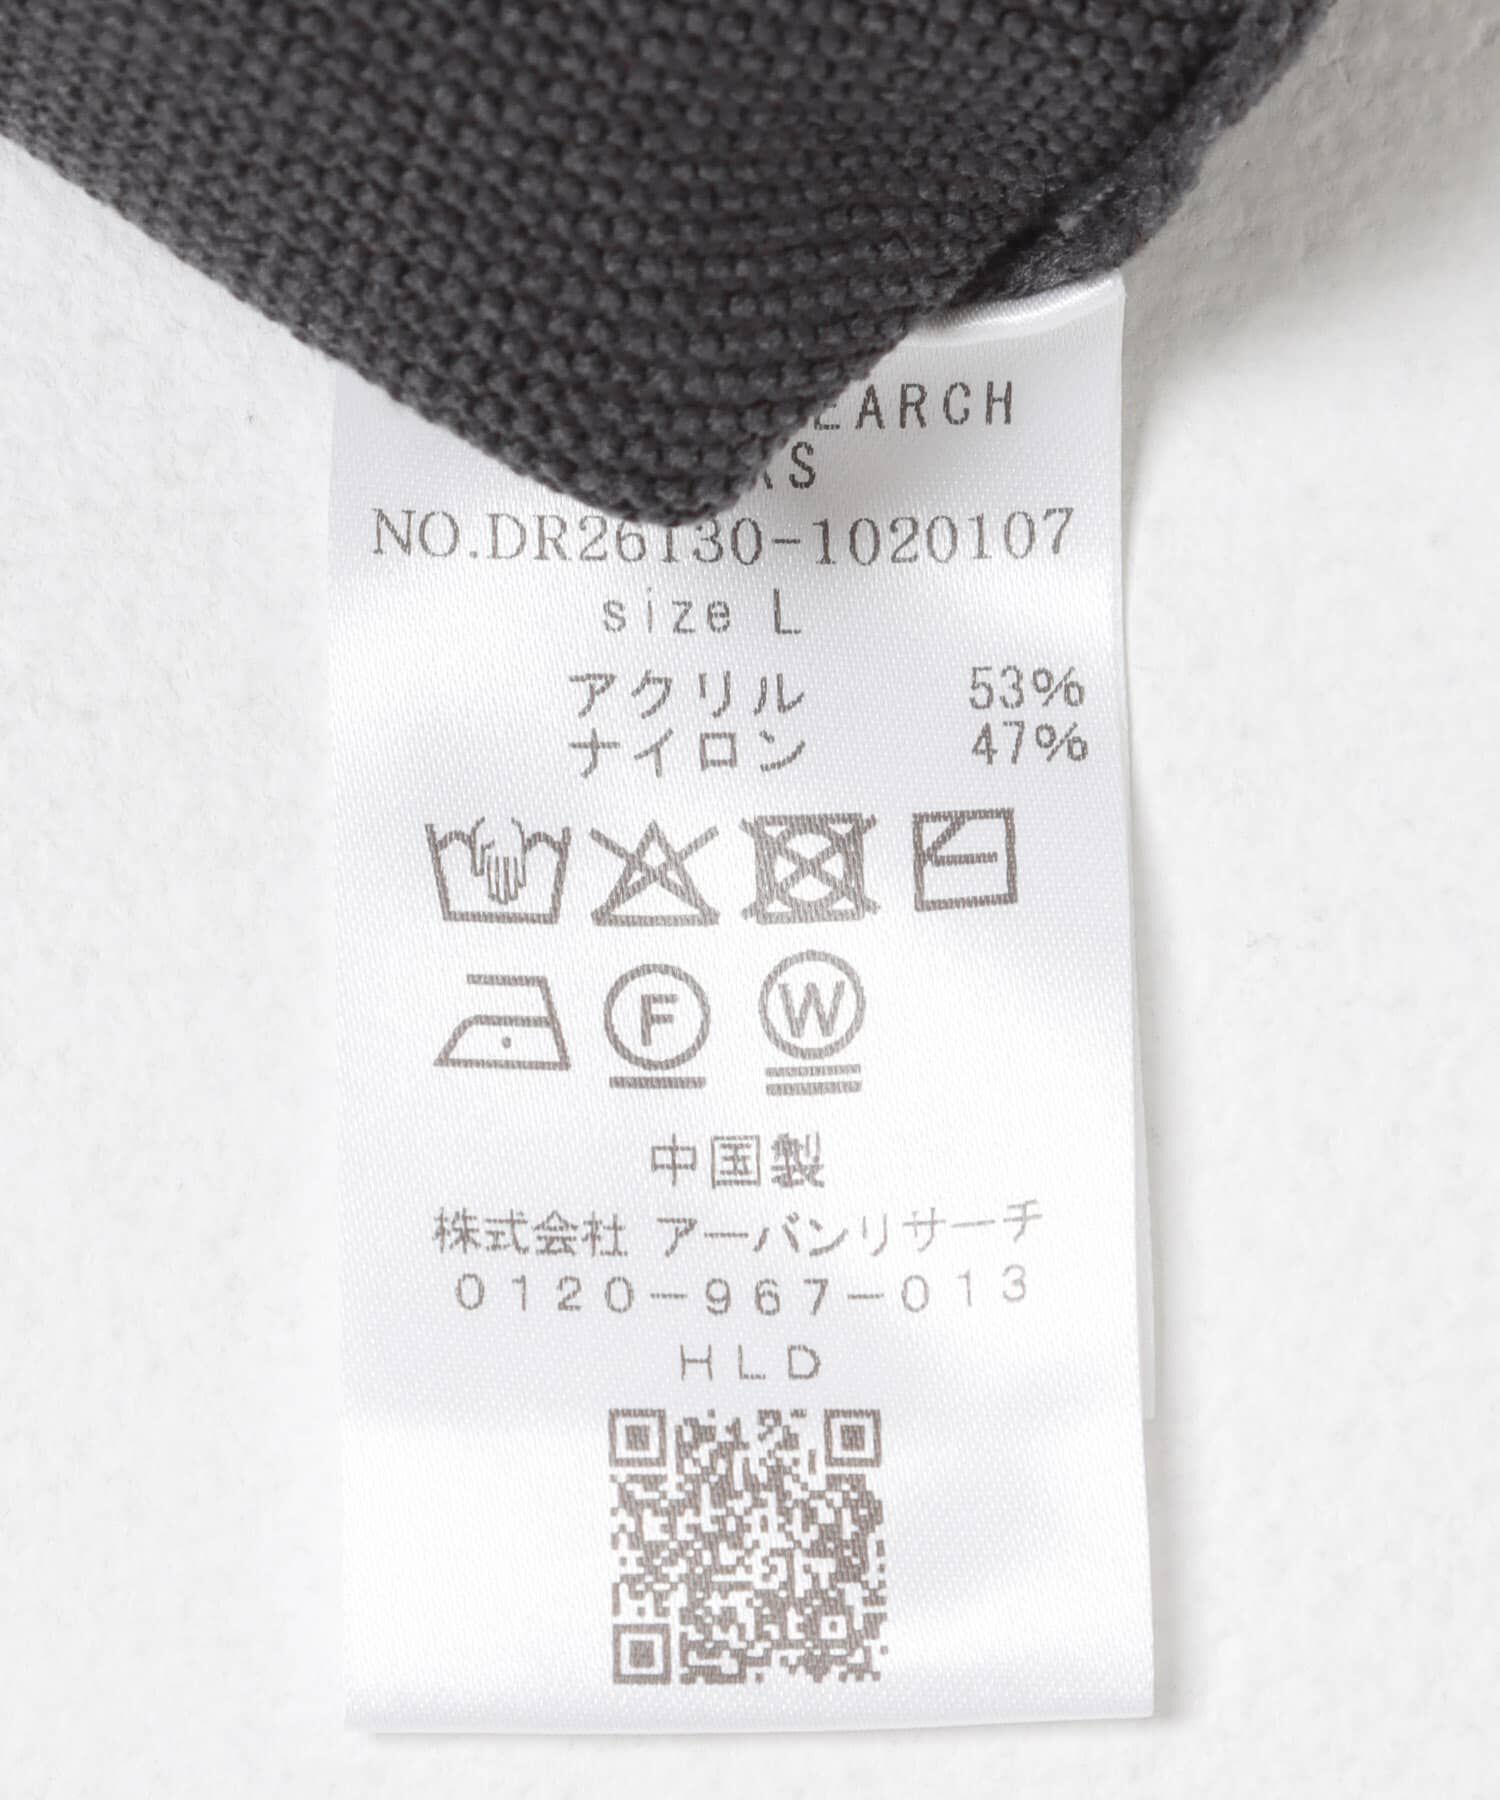 EARCH
S
NO.DR26130-1020107
size L
アクリル 53%
ナイロン 47%
F W
中国製
株式会社 アーバンリサーチ
0120-967-013
HLD